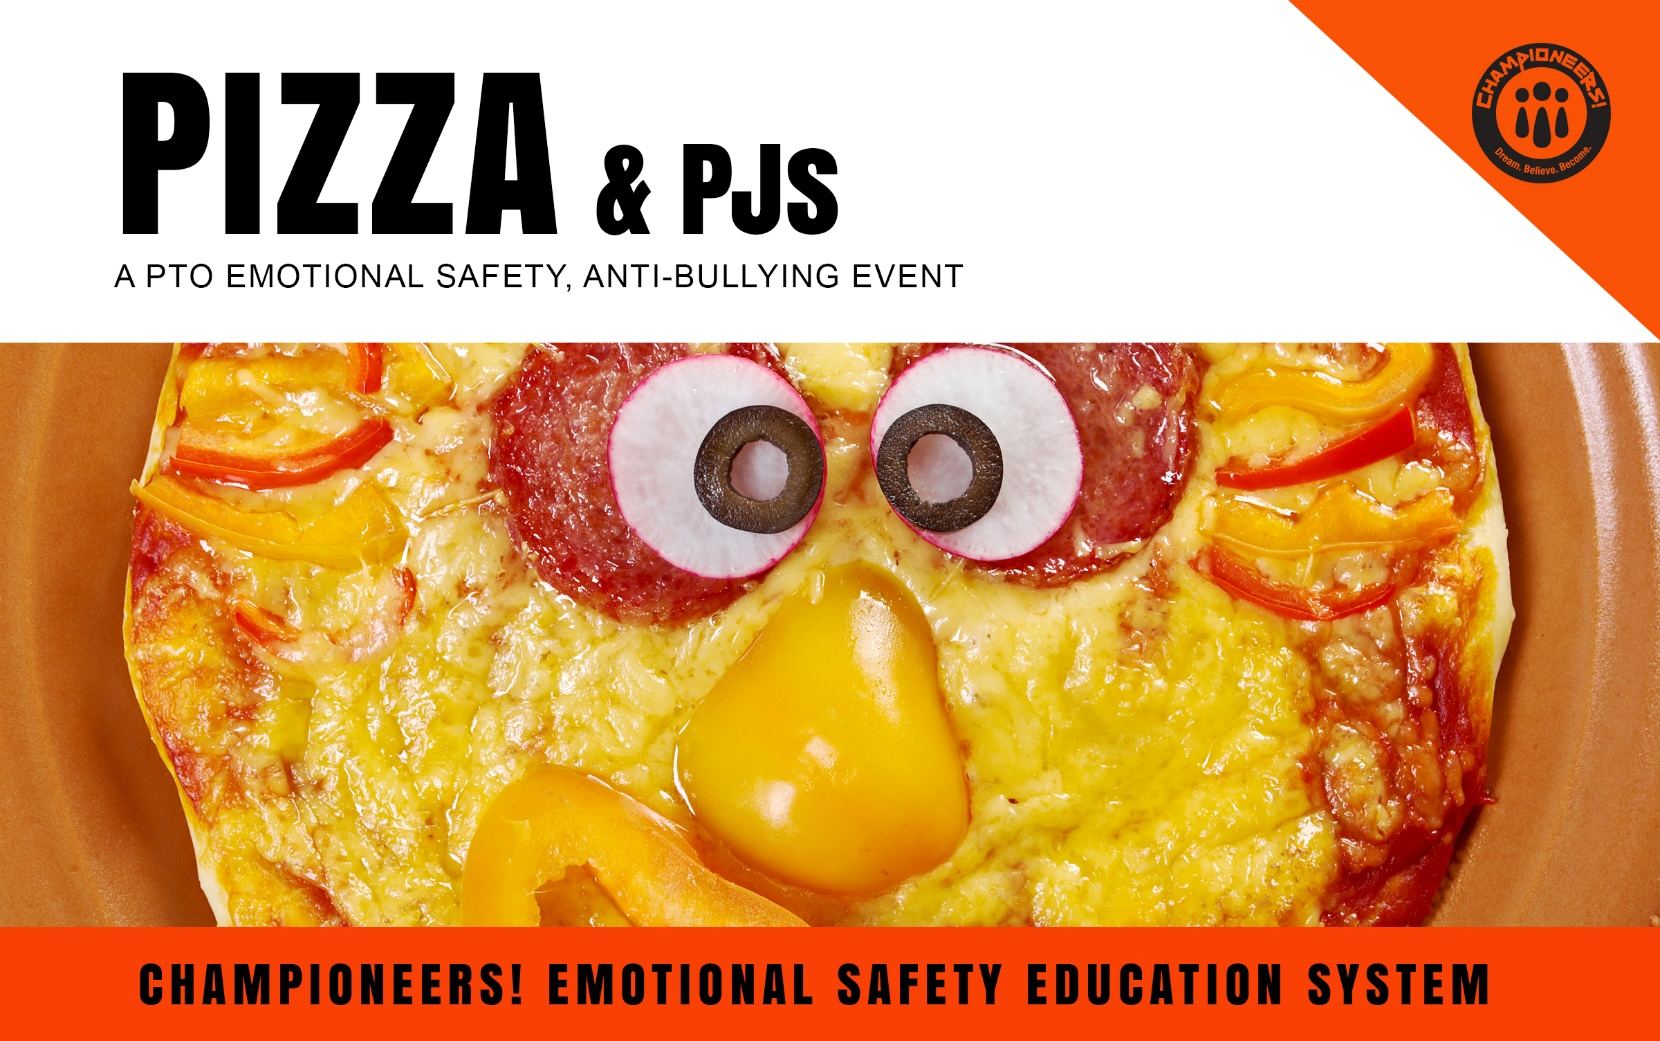 PIZZA & PJS
A PTO EMOTIONAL SAFETY, ANTI-BULLYING EVENT
CHAMPIONEERS!
Dream. Believe. Become.
CHAMPIONEERS! EMOTIONAL SAFETY EDUCATION SYSTEM